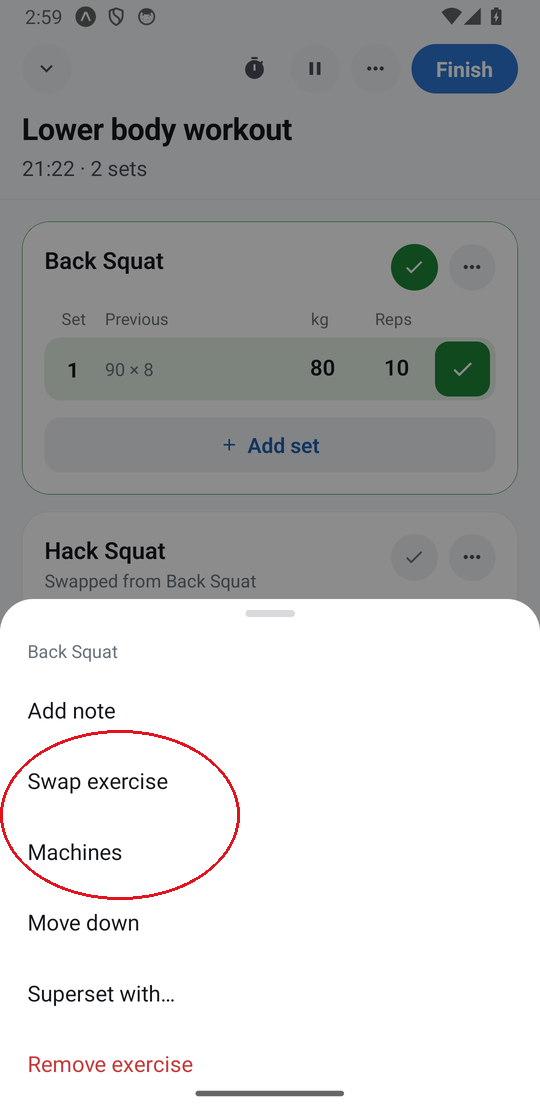 2:59
Finish
Lower body workout
21:22 · 2 sets
Back Squat
Set Previous kg Reps
1 90 × 8 80 10
+ Add set
Hack Squat
Swapped from Back Squat
Back Squat
Add note
Swap exercise
Machines
Move down
Superset with...
Remove exercise